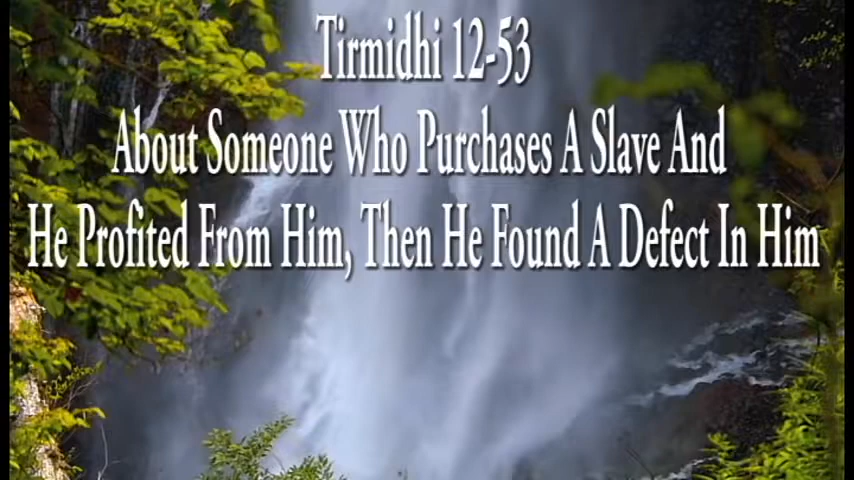 Tirmidhi 12-53
About Someone Who Purchases A Slave And
He Profited From Him, Then He Found A Defect In Him